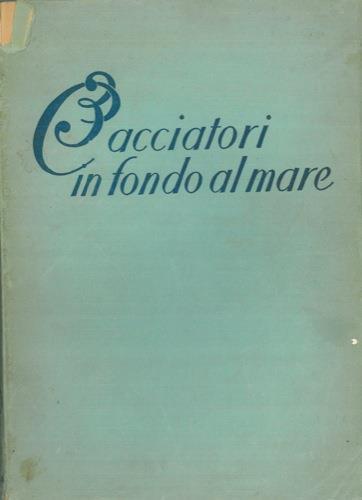 Cacciatori
in fondo al mare